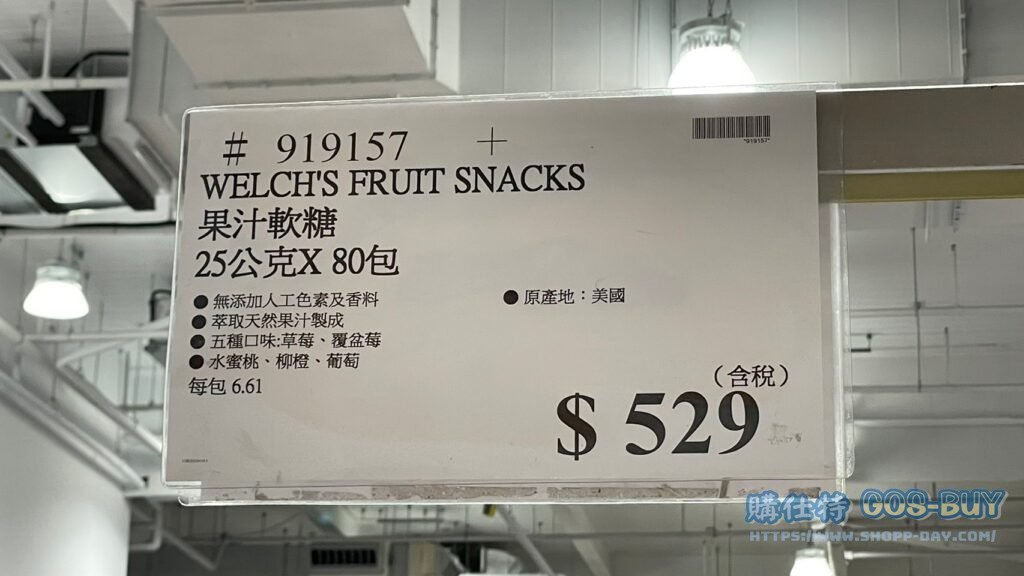 # 919157 +
*919157*
WELCH'S FRUIT SNACKS
果汁軟糖
25公克X 80包
● 無添加人工色素及香料
● 原產地：美國
● 萃取天然果汁製成
● 五種口味:草莓、覆盆莓
● 水蜜桃、柳橙、葡萄
每包 6.61
（含稅）
$ 529
購仕特 GOS-BUY
HTTPS://WWW.SHOPP-DAY.COM/